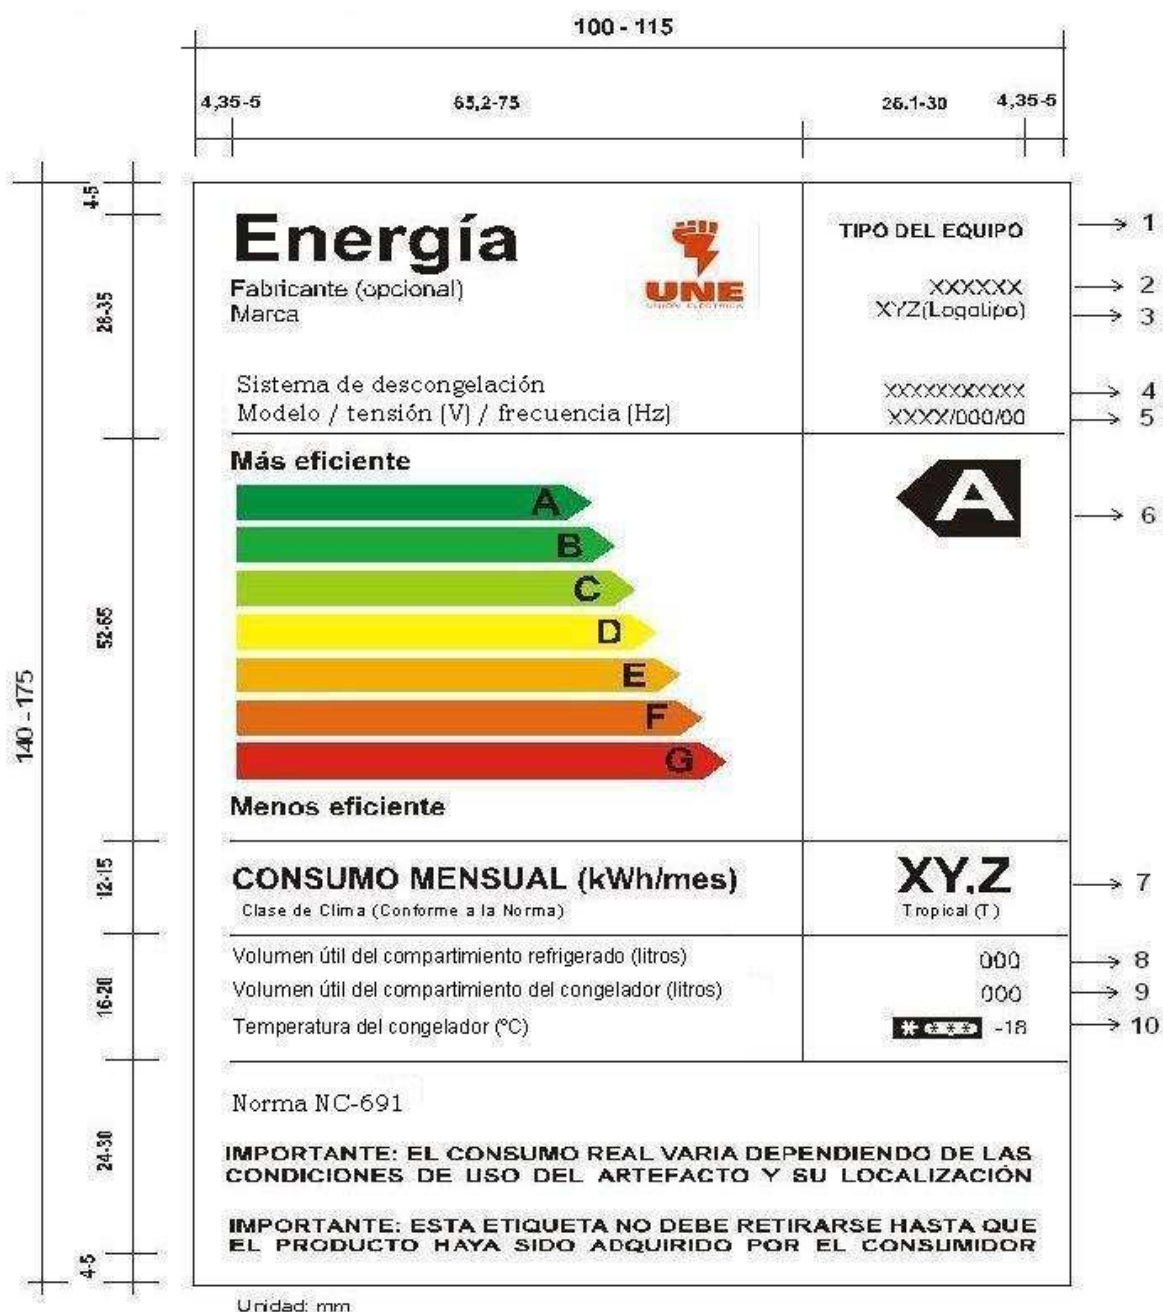 100 - 115
4,35-5 65,2-75 26.1-30 4,35-5
4-5
Energía
TIPO DEL EQUIPO 1
Fabricante (opcional) XXXXXX 2
Marca XYZ(Logotipo) 3
UNE
UNION ELECTRICA
28-35
Sistema de descongelación XXXXXXXXXXX 4
Modelo / tensión (V) / frecuencia (Hz) XXXX/000/00 5
Más eficiente
A
A 6
B
C
D
E
F
G
52-65
140 - 175
Menos eficiente
12-15
CONSUMO MENSUAL (kWh/mes) XY,Z 7
Clase de Clima (Conforme a la Norma) Tropical (T)
16-20
Volumen útil del compartimiento refrigerado (litros) 000 8
Volumen útil del compartimiento del congelador (litros) 000 9
Temperatura del congelador (ºC) * *** -18 10
24-30
Norma NC-691
IMPORTANTE: EL CONSUMO REAL VARIA DEPENDIENDO DE LAS
CONDICIONES DE USO DEL ARTEFACTO Y SU LOCALIZACIÓN
IMPORTANTE: ESTA ETIQUETA NO DEBE RETIRARSE HASTA QUE
EL PRODUCTO HAYA SIDO ADQUIRIDO POR EL CONSUMIDOR
4-5
Unidad: mm